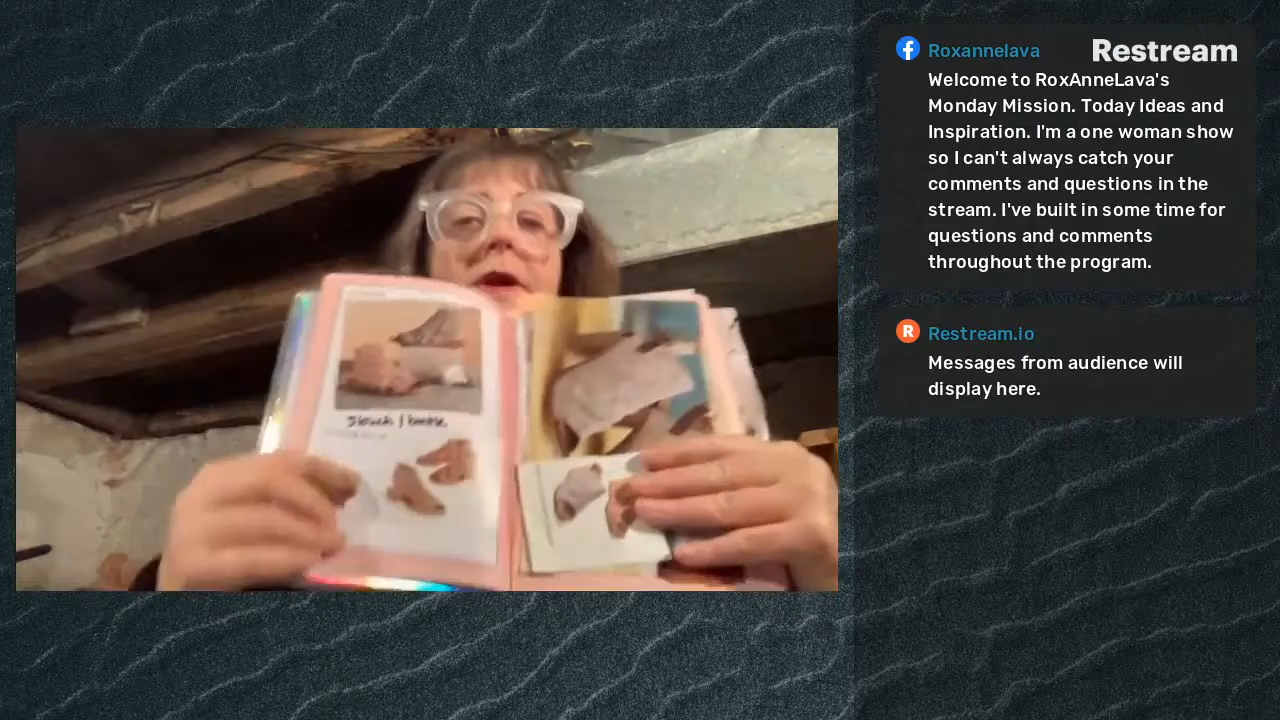 Roxannelava
Restream
Welcome to RoxAnneLava's
Monday Mission. Today Ideas and
Inspiration. I'm a one woman show
so I can't always catch your
comments and questions in the
stream. I've built in some time for
questions and comments
throughout the program.
Restream.io
Messages from audience will
display here.